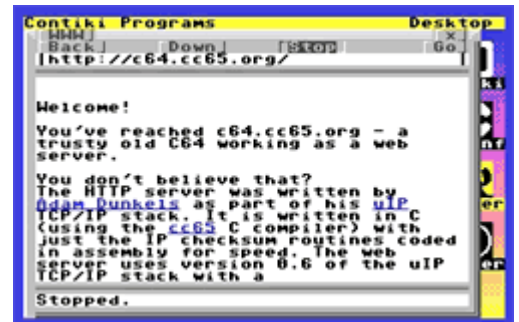 Contiki Programs Desktop
WWW x
Back Down Stop Go
http://c64.cc65.org/
Welcome!
You've reached c64.cc65.org - a
trusty old C64 working as a web
server.
You don't believe that?
The HTTP server was written by
Adam Dunkels as part of his uIP
TCP/IP stack. It is written in C
(using the cc65 C compiler) with
just the IP checksum routines coded
in assembly for speed. The web
server uses version 0.6 of the uIP
TCP/IP stack with a
Stopped.
ki
nf
er
er